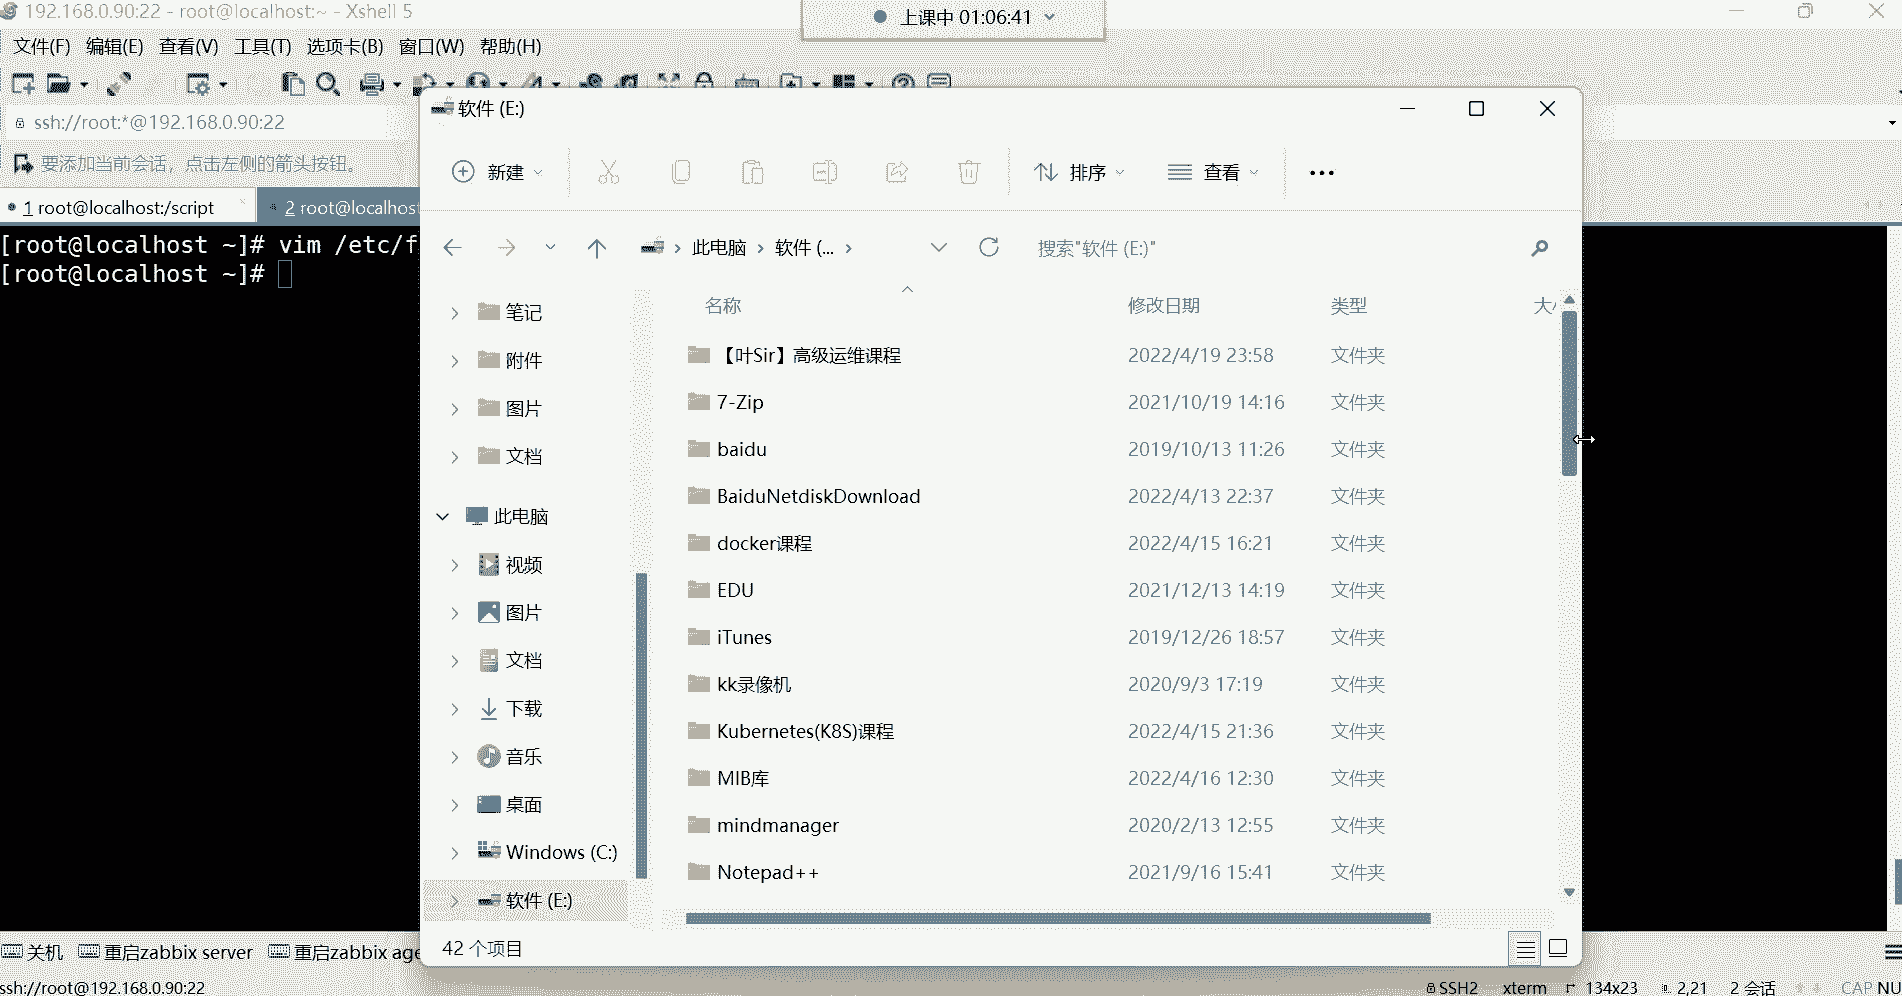 192.168.0.90:22 - root@localhost:~ - Xshell 5
上课中 01:06:41
文件(F) 编辑(E) 查看(V) 工具(T) 选项卡(B) 窗口(W) 帮助(H)
ssh://root:*@192.168.0.90:22
要添加当前会话，点击左侧的箭头按钮。
1 root@localhost:/script
2 root@localhost
[root@localhost ~]# vim /etc/f
[root@localhost ~]#
软件 (E:)
新建
排序
查看
此电脑 › 软件 (... ›
搜索"软件 (E:)"
笔记
附件
图片
文档
此电脑
视频
图片
文档
下载
音乐
桌面
Windows (C:)
软件 (E:)
名称 修改日期 类型
【叶Sir】高级运维课程 2022/4/19 23:58 文件夹
7-Zip 2021/10/19 14:16 文件夹
baidu 2019/10/13 11:26 文件夹
BaiduNetdiskDownload 2022/4/13 22:37 文件夹
docker课程 2022/4/15 16:21 文件夹
EDU 2021/12/13 14:19 文件夹
iTunes 2019/12/26 18:57 文件夹
kk录像机 2020/9/3 17:19 文件夹
Kubernetes(K8S)课程 2022/4/15 21:36 文件夹
MIB库 2022/4/16 12:30 文件夹
mindmanager 2020/2/13 12:55 文件夹
Notepad++ 2021/9/16 15:41 文件夹
42 个项目
关机 重启zabbix server 重启zabbix age
ssh://root@192.168.0.90:22 SSH2 xterm 134x23 2,21 2 会话 CAP NU